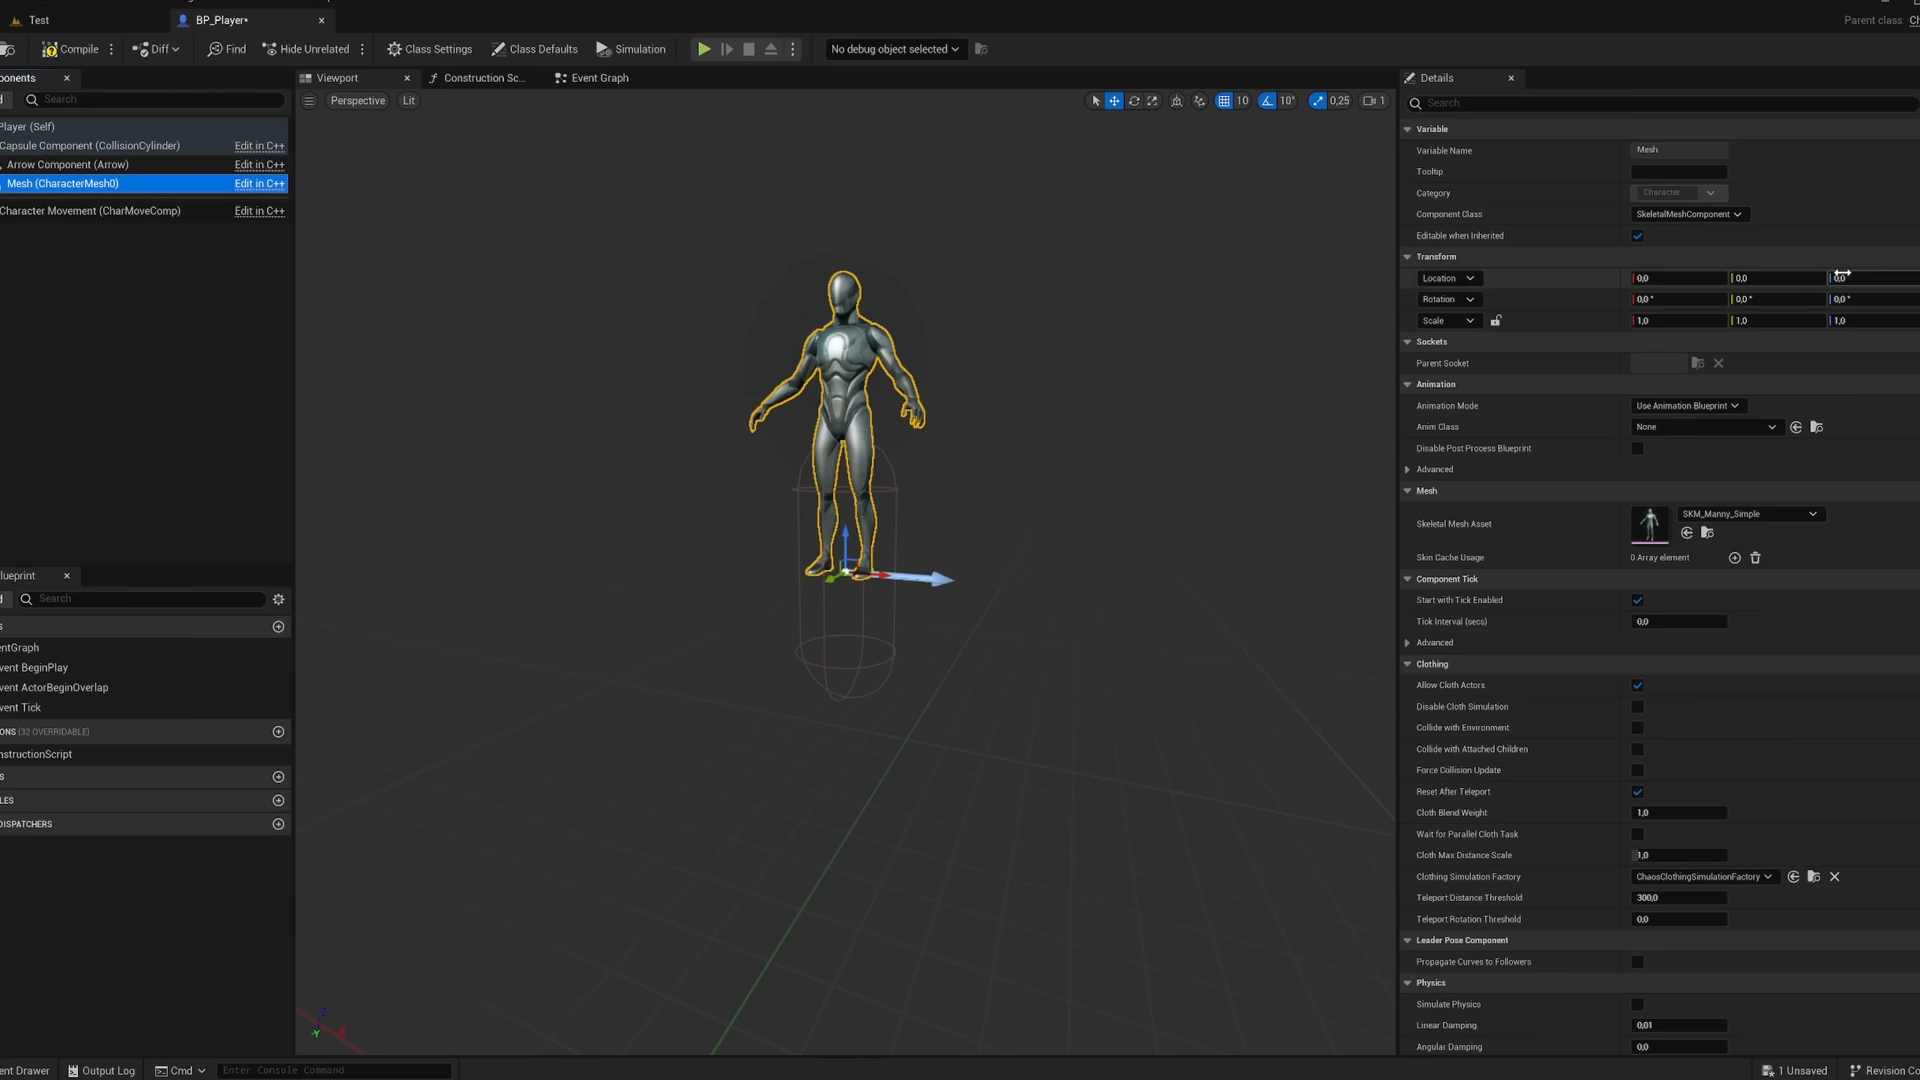 Test
BP_Player*
Parent class:
Compile
Diff
Find
Hide Unrelated
Class Settings
Class Defaults
Simulation
No debug object selected
ponents
Viewport
Construction Sc...
Event Graph
Details
Search
Perspective
Lit
10
10°
0,25
1
Search
Player (Self)
Capsule Component (CollisionCylinder)
Edit in C++
Arrow Component (Arrow)
Edit in C++
Mesh (CharacterMesh0)
Edit in C++
Character Movement (CharMoveComp)
Edit in C++
Variable
Variable Name
Mesh
Tooltip
Category
Character
Component Class
SkeletalMeshComponent
Editable when Inherited
Transform
Location
0,0
0,0
0,0
Rotation
0,0 °
0,0 °
0,0 °
Scale
1,0
1,0
1,0
Sockets
Parent Socket
Animation
Animation Mode
Use Animation Blueprint
Anim Class
None
Disable Post Process Blueprint
Advanced
Mesh
Skeletal Mesh Asset
SKM_Manny_Simple
Skin Cache Usage
0 Array element
Component Tick
Start with Tick Enabled
Tick Interval (secs)
0,0
Advanced
Clothing
Allow Cloth Actors
Disable Cloth Simulation
Collide with Environment
Collide with Attached Children
Force Collision Update
Reset After Teleport
Cloth Blend Weight
1,0
Wait for Parallel Cloth Task
Cloth Max Distance Scale
1,0
Clothing Simulation Factory
ChaosClothingSimulationFactory
Teleport Distance Threshold
300,0
Teleport Rotation Threshold
0,0
Leader Pose Component
Propagate Curves to Followers
Physics
Simulate Physics
Linear Damping
0,01
Angular Damping
0,0
lueprint
Search
S
entGraph
vent BeginPlay
vent ActorBeginOverlap
vent Tick
ONS (32 OVERRIDABLE)
nstructionScript
S
LES
DISPATCHERS
Z
Y
X
ent Drawer
Output Log
Cmd
Enter Console Command
1 Unsaved
Revision Co